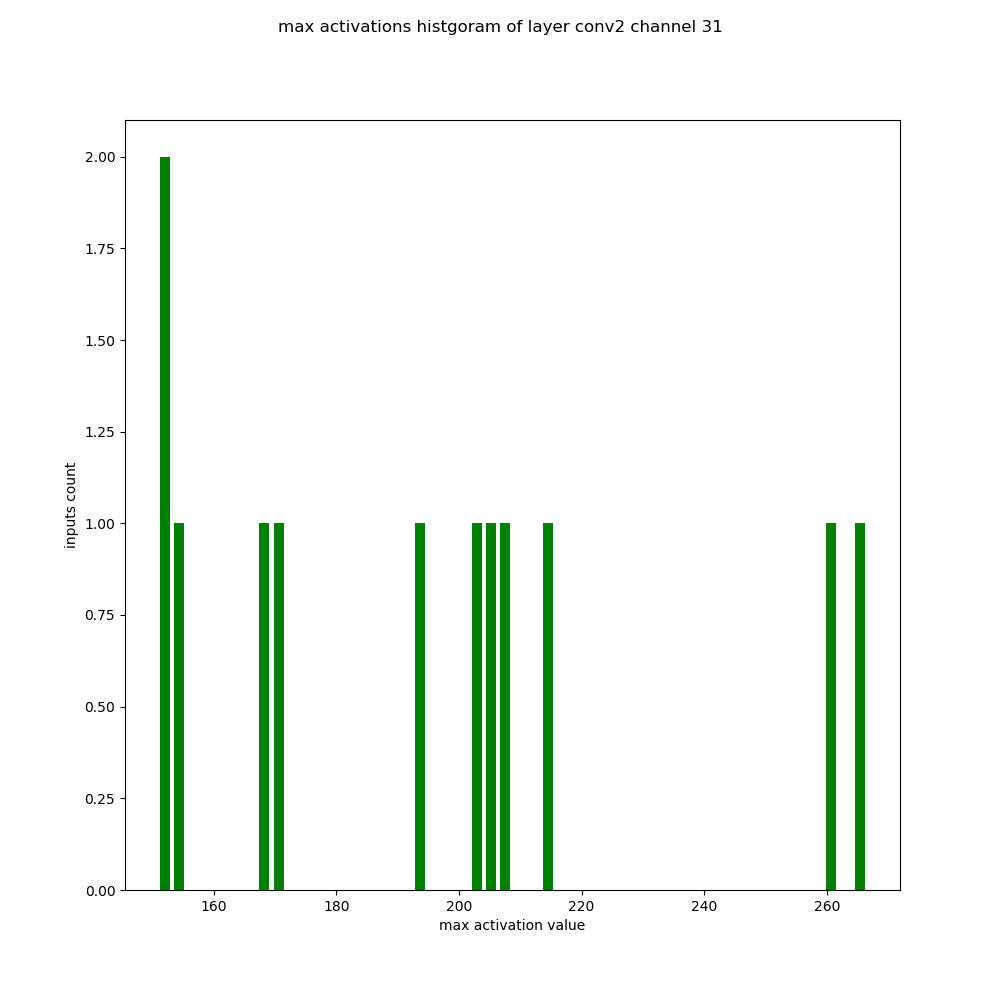 max activations histgoram of layer conv2 channel 31
2.00
1.75
1.50
1.25
1.00
0.75
0.50
0.25
0.00
inputs count
160 180 200 220 240 260
max activation value